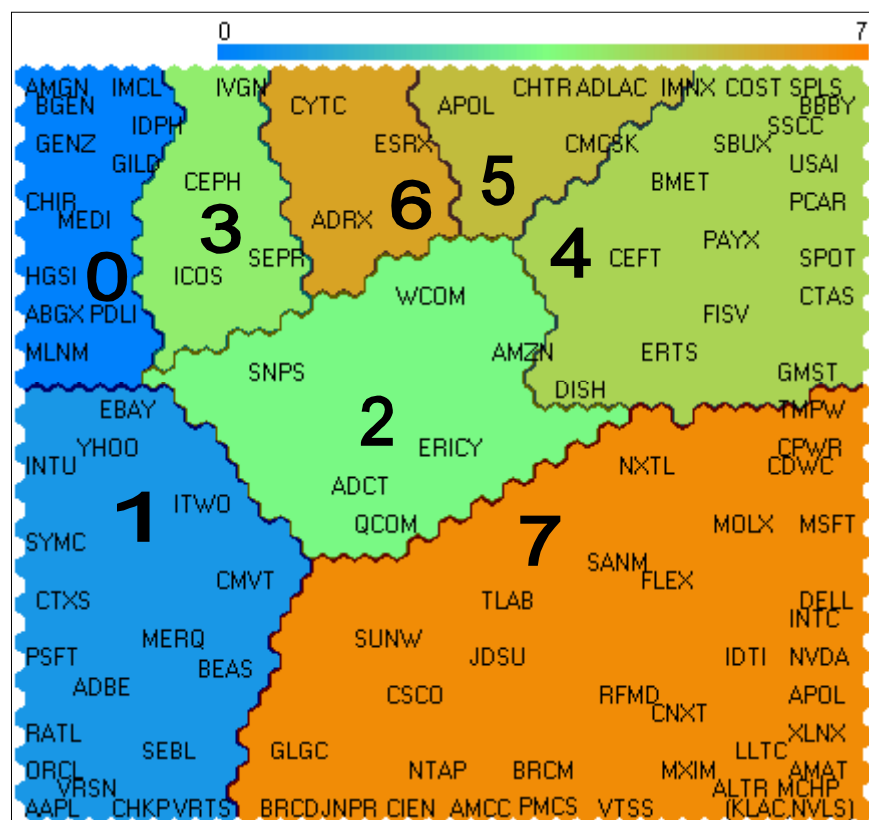 0 7
AMGN IMCL IVGN CYTC APOL CHTR ADLAC IMNX COST SPLS
BGEN BBBY
IDPH SSCC
GENZ ESRX CMCSK SBUX
GILD USAI
CEPH 5 BMET
CHIR 6 PCAR
MEDI 3 ADRX
4 PAYX
SEPR CEFT SPOT
HGSI 0 ICOS
WCOM CTAS
ABGX PDLI FISV
MLNM AMZN ERTS
SNPS GMST
DISH
EBAY TMPW
2
YHOO ERICY CPWR
INTU NXTL CDWC
ADCT
ITWO
1 QCOM MOLX MSFT
SYMC 7
SANM
CMVT FLEX
CTXS TLAB DELL
INTC
MERQ SUNW
PSFT JDSU IDTI NVDA
BEAS
ADBE CSCO RFMD APOL
CNXT
RATL XLNX
SEBL GLGC LLTC
ORCL NTAP BRCM MXIM AMAT
VRSN ALTR MCHP
AAPL CHKP VRTS BRCD JNPR CIEN AMCC PMCS VTSS (KLAC,NVLS)